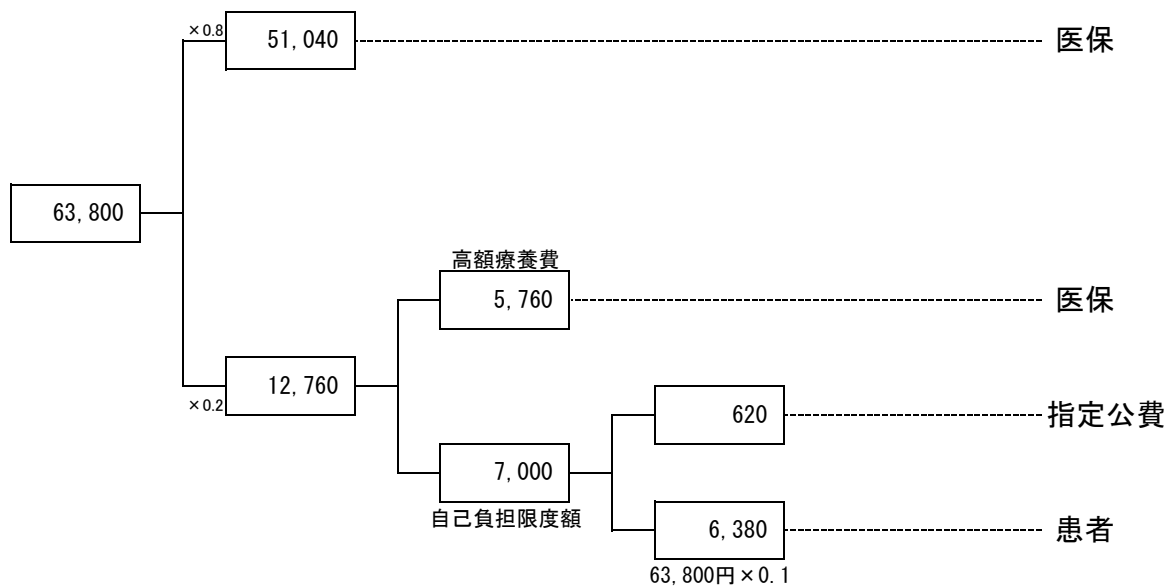 ×0.8
51,040
医保
63,800
高額療養費
5,760
医保
×0.2
12,760
620
指定公費
7,000
自己負担限度額
6,380
患者
63,800円×0.1